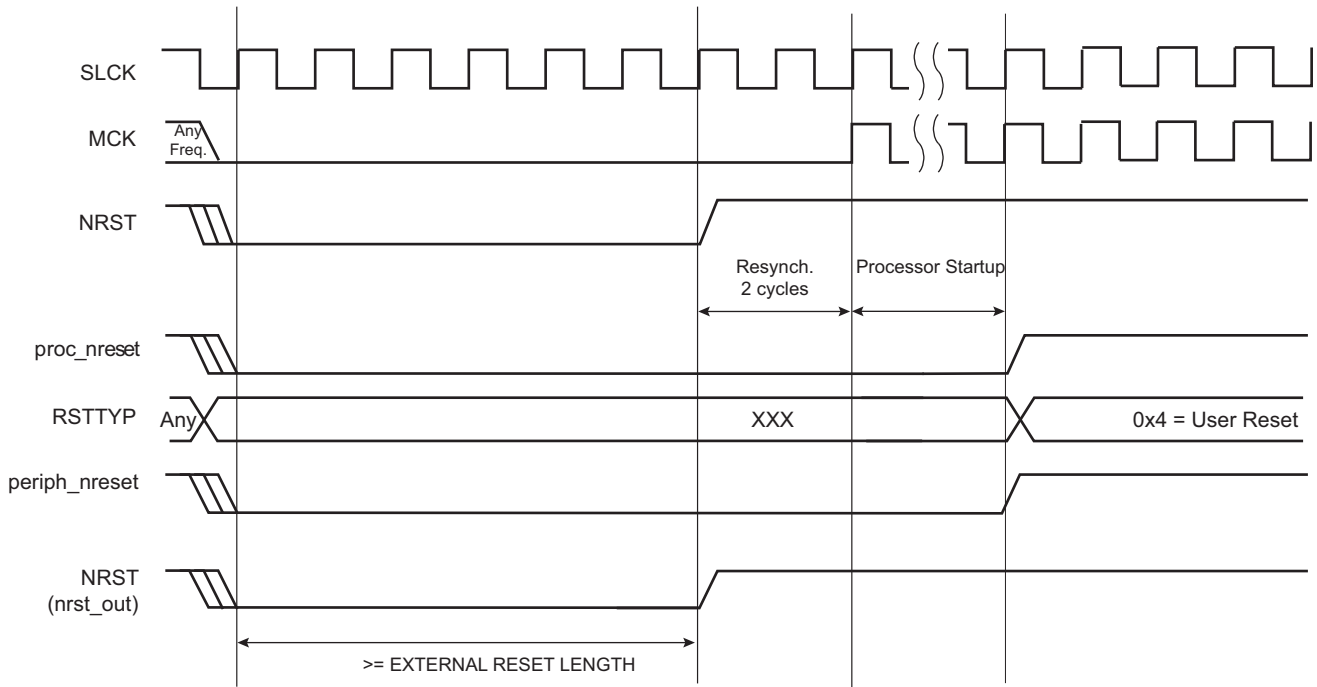 SLCK
MCK
Any
Freq.
NRST
Resynch.
2 cycles
Processor Startup
proc_nreset
RSTTYP
Any
XXX
0x4 = User Reset
periph_nreset
NRST
(nrst_out)
>= EXTERNAL RESET LENGTH